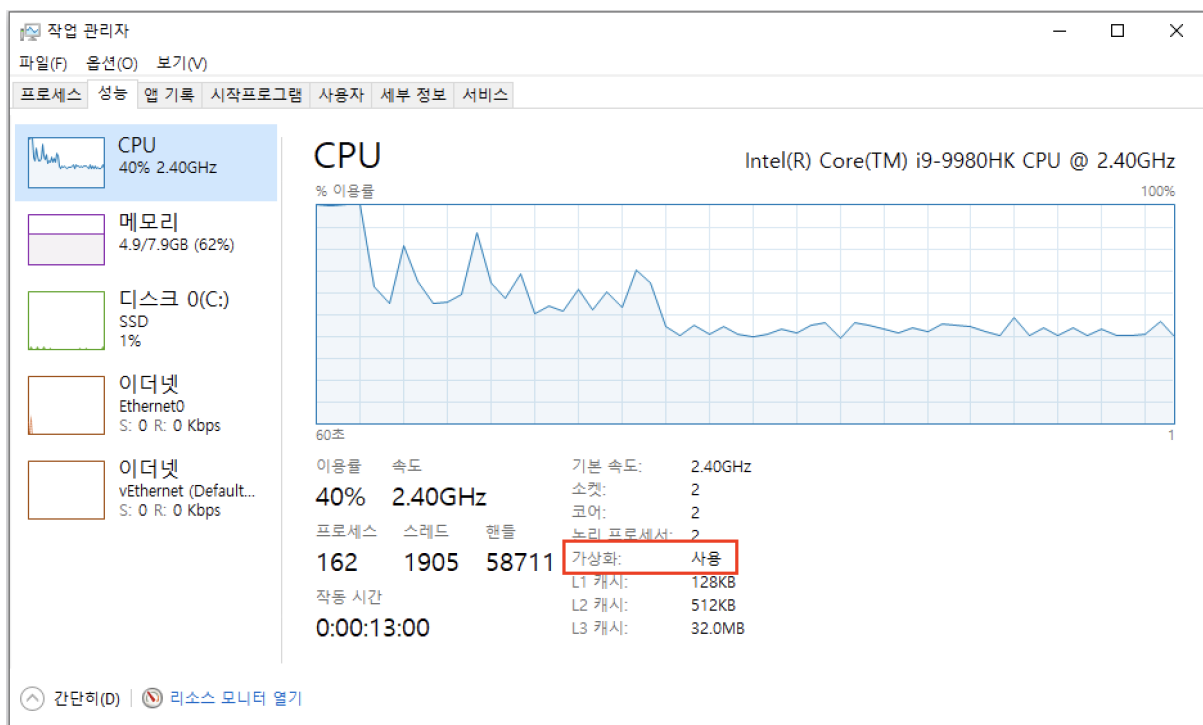 작업 관리자
파일(F) 옵션(O) 보기(V)
프로세스 성능 앱 기록 시작프로그램 사용자 세부 정보 서비스
CPU
40% 2.40GHz
메모리
4.9/7.9GB (62%)
디스크 0(C:)
SSD
1%
이더넷
Ethernet0
S: 0 R: 0 Kbps
이더넷
vEthernet (Default...
S: 0 R: 0 Kbps
CPU Intel(R) Core(TM) i9-9980HK CPU @ 2.40GHz
% 이용률 100%
60초 1
이용률 속도
40% 2.40GHz
프로세스 스레드 핸들
162 1905 58711
작동 시간
0:00:13:00
기본 속도: 2.40GHz
소켓: 2
코어: 2
논리 프로세서: 2
가상화: 사용
L1 캐시: 128KB
L2 캐시: 512KB
L3 캐시: 32.0MB
간단히(D) 리소스 모니터 열기